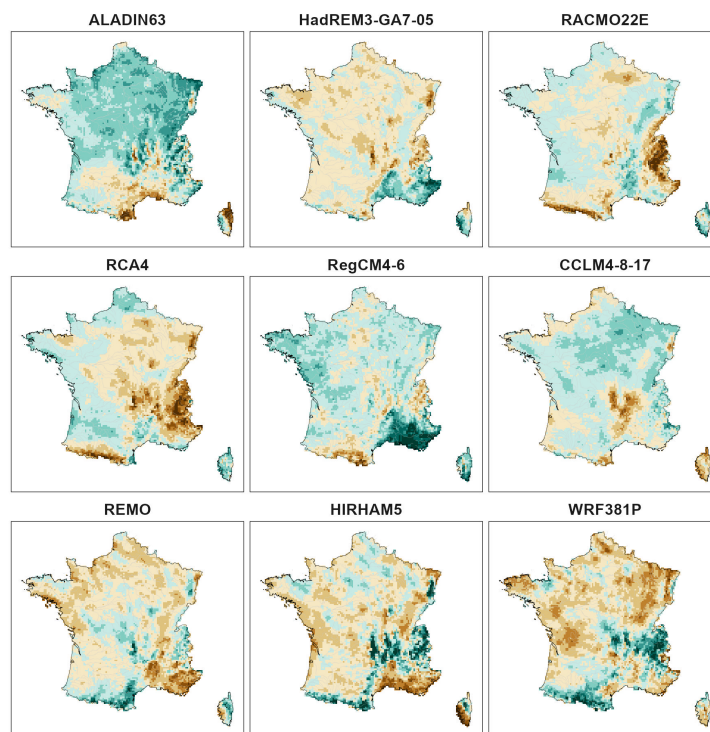 ALADIN63
HadREM3-GA7-05
RACMO22E
RCA4
RegCM4-6
CCLM4-8-17
REMO
HIRHAM5
WRF381P